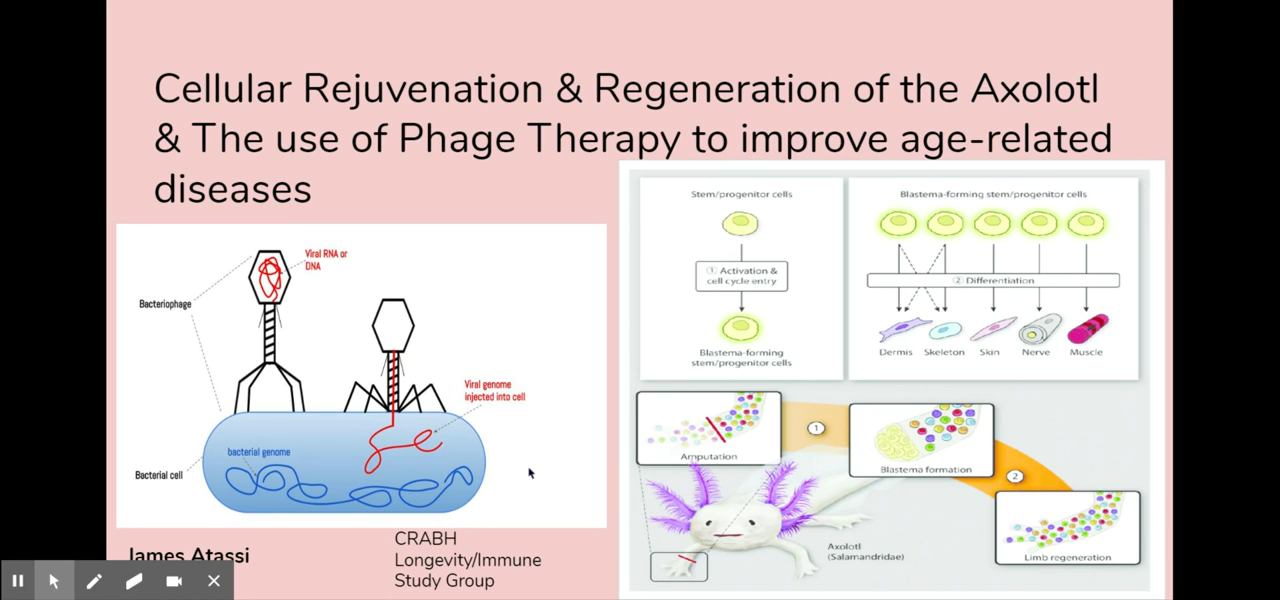 Cellular Rejuvenation & Regeneration of the Axolotl
& The use of Phage Therapy to improve age-related
diseases
Viral RNA or
DNA
Bacteriophage
Viral genome
injected into cell
bacterial genome
Bacterial cell
James Atassi
CRABH
Longevity/Immune
Study Group
Stem/progenitor cells
① Activation &
cell cycle entry
Blastema-forming
stem/progenitor cells
Blastema-forming stem/progenitor cells
② Differentiation
Dermis Skeleton Skin Nerve Muscle
Amputation
1
Blastema formation
2
Limb regeneration
Axolotl
(Salamandridae)